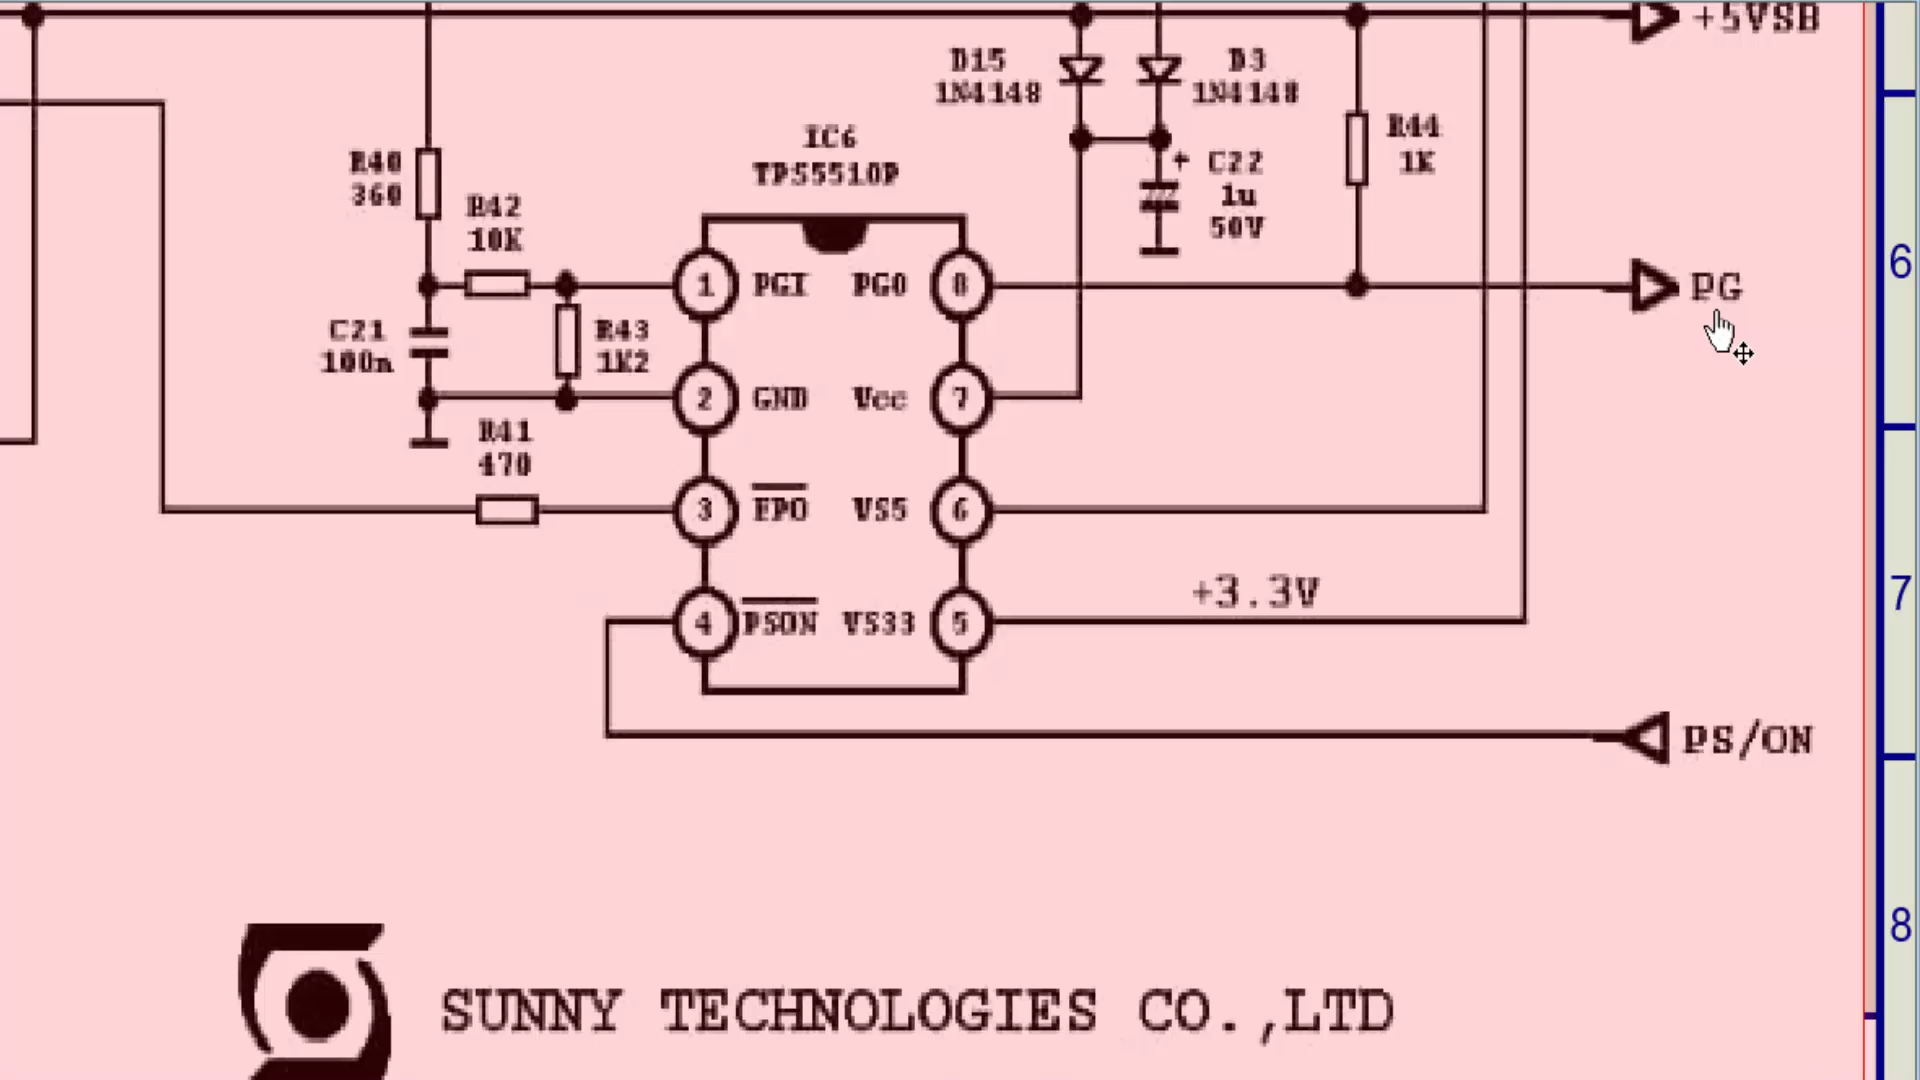 +5VSB
D15
1N4148
D3
1N4148
R44
1K
IC6
TPS5510P
R40
360
R42
10K
C22
+
1u
50V
1
PGI
PGO
8
PG
6
C21
100n
R43
1K2
2
GND
Vcc
7
R41
470
3
FPO
VS5
6
+3.3V
7
4
PSON
VS33
5
PS/ON
8
SUNNY TECHNOLOGIES CO.,LTD